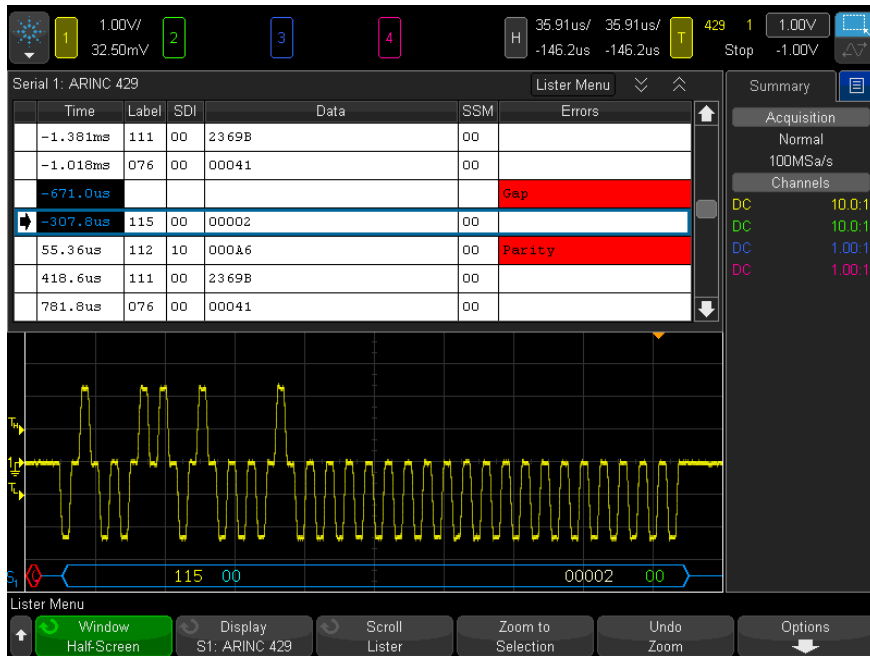 1 1.00V/ 2 3 4 H 35.91us/ 35.91us/ T 429 1 1.00V
32.50mV -146.2us -146.2us Stop -1.00V
Serial 1: ARINC 429 Lister Menu
Time Label SDI Data SSM Errors
-1.381ms 111 00 2369B 00
-1.018ms 076 00 00041 00
-671.0us Gap
-307.8us 115 00 00002 00
55.36us 112 10 000A6 00 Parity
418.6us 111 00 2369B 00
781.8us 076 00 00041 00
Summary
Acquisition
Normal
100MSa/s
Channels
DC 10.0:1
DC 10.0:1
DC 1.00:1
DC 1.00:1
TH
1
TL
S1 115 00 00002 00
Lister Menu
Window
Half-Screen
Display
S1: ARINC 429
Scroll
Lister
Zoom to
Selection
Undo
Zoom
Options